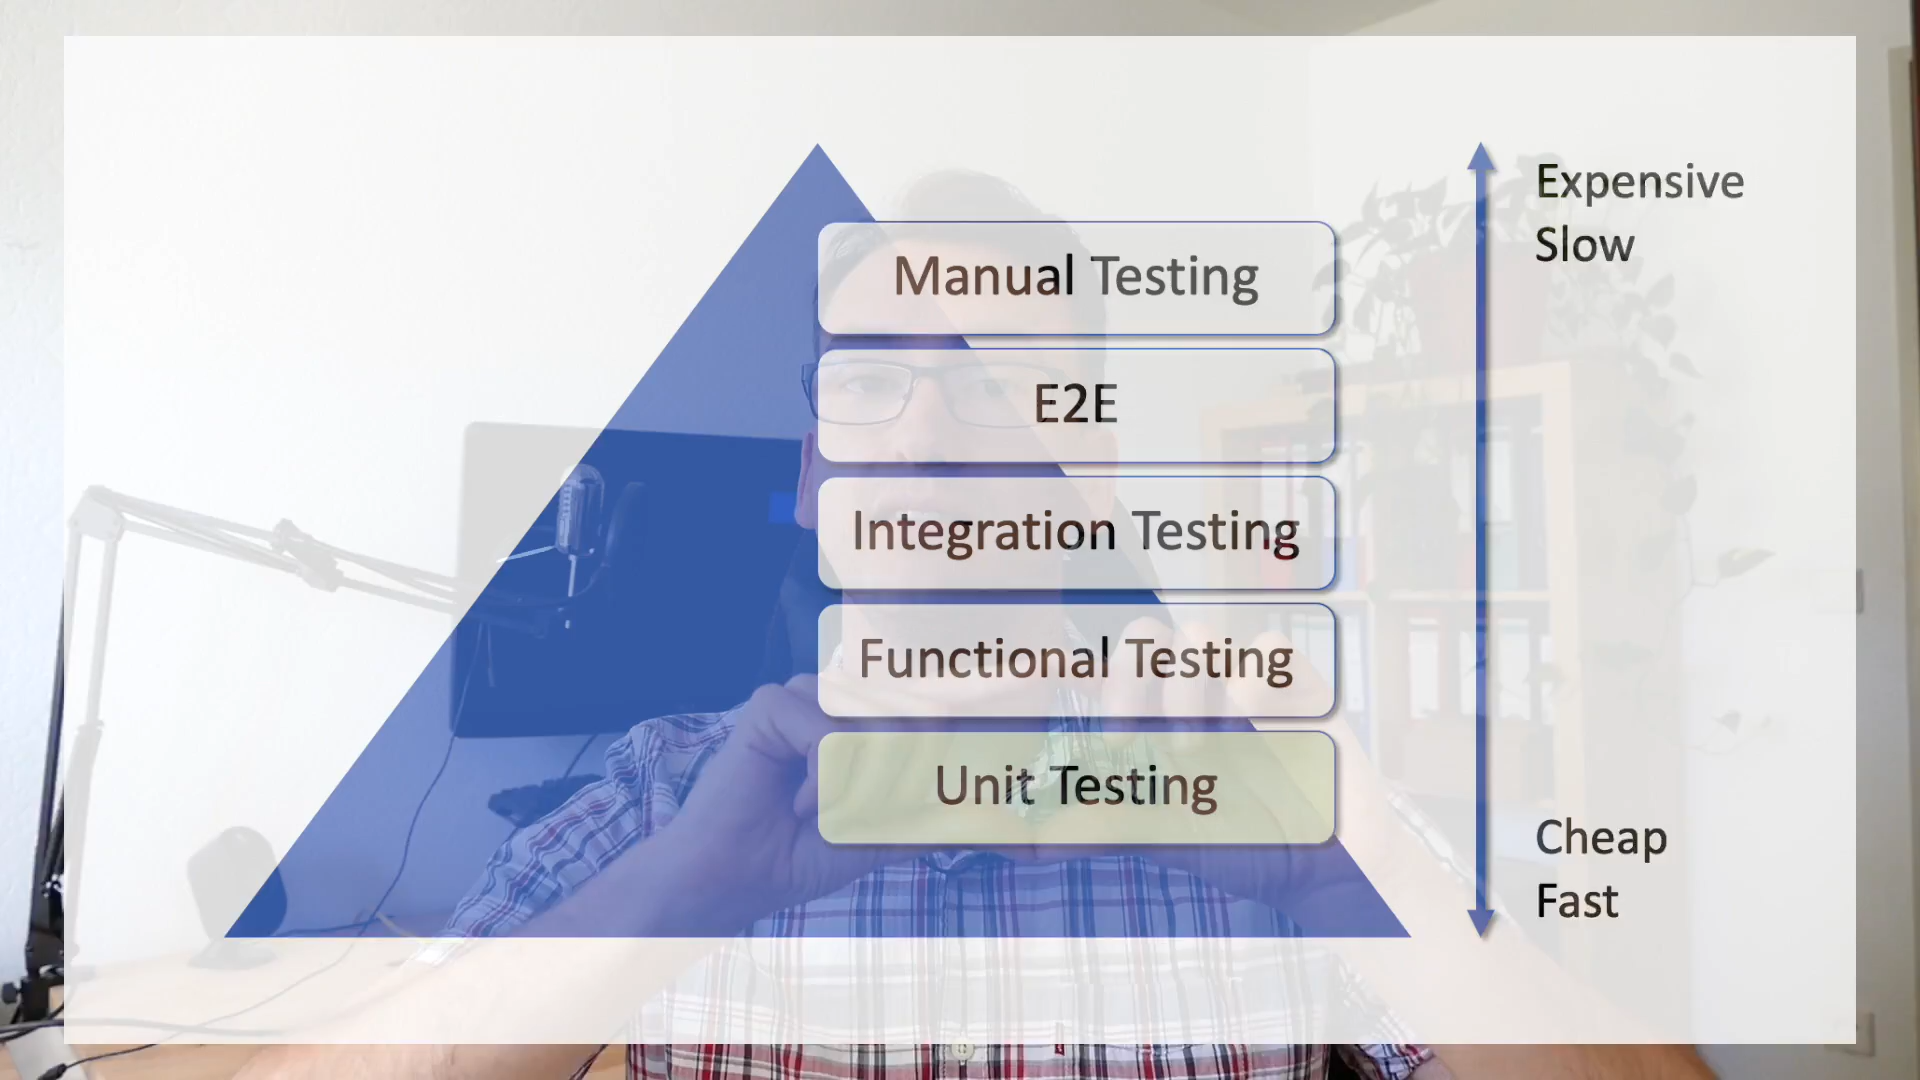 Expensive
Slow
Manual Testing
E2E
Integration Testing
Functional Testing
Unit Testing
Cheap
Fast